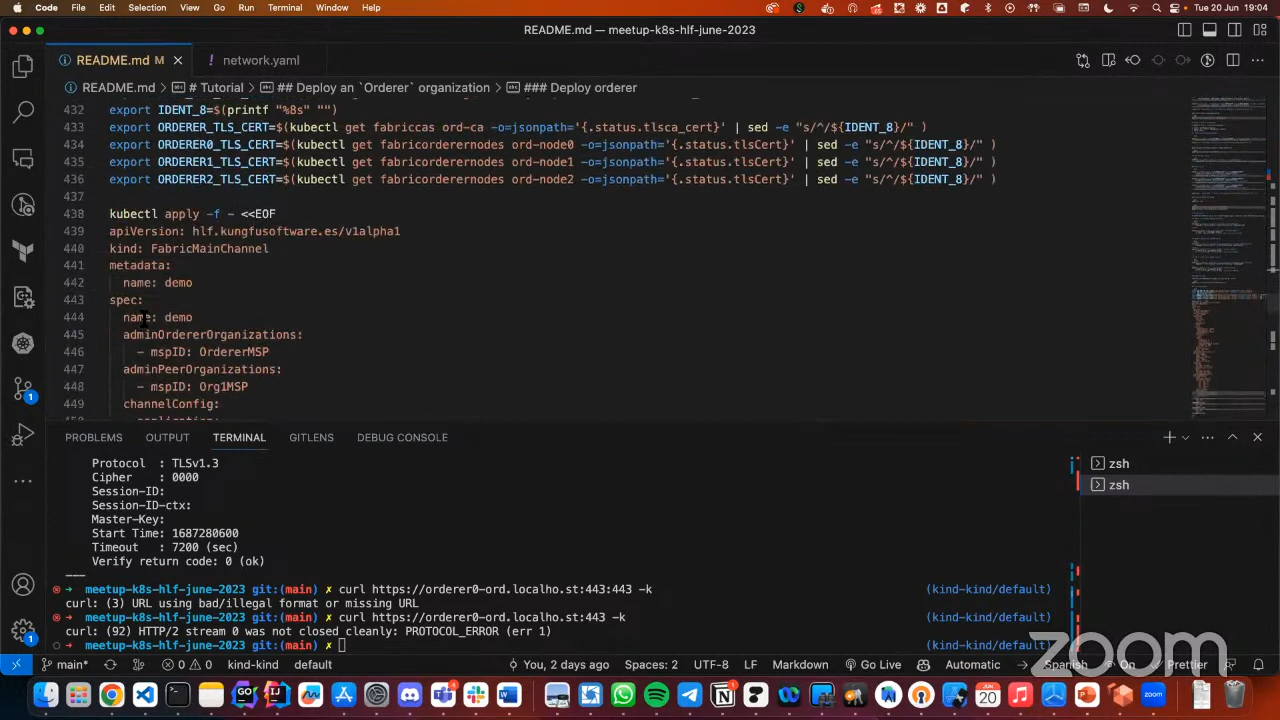 Code File Edit Selection View Go Run Terminal Window Help Tue 20 Jun 19:04
README.md — meetup-k8s-hlf-june-2023
README.md M network.yaml
README.md > # Tutorial > ## Deploy an `Orderer` organization > ### Deploy orderer
432 export IDENT_8=$(printf "%8s" "")
433 export ORDERER_TLS_CERT=$(kubectl get fabriccas ord-ca -o=jsonpath='{.status.tlsca_cert}' | sed -e "s/^/${IDENT_8}/" )
434 export ORDERER0_TLS_CERT=$(kubectl get fabricorderernodes ord-node0 -o=jsonpath='{.status.tlsCert}' | sed -e "s/^/${IDENT_8}/" )
435 export ORDERER1_TLS_CERT=$(kubectl get fabricorderernodes ord-node1 -o=jsonpath='{.status.tlsCert}' | sed -e "s/^/${IDENT_8}/" )
436 export ORDERER2_TLS_CERT=$(kubectl get fabricorderernodes ord-node2 -o=jsonpath='{.status.tlsCert}' | sed -e "s/^/${IDENT_8}/" )
437
438 kubectl apply -f - <<EOF
439 apiVersion: hlf.kungfusoftware.es/v1alpha1
440 kind: FabricMainChannel
441 metadata:
442 name: demo
443 spec:
444 name: demo
445 adminOrdererOrganizations:
446 - mspID: OrdererMSP
447 adminPeerOrganizations:
448 - mspID: Org1MSP
449 channelConfig:
PROBLEMS OUTPUT TERMINAL GITLENS DEBUG CONSOLE
Protocol : TLSv1.3
Cipher : 0000
Session-ID:
Session-ID-ctx:
Master-Key:
Start Time: 1687280600
Timeout : 7200 (sec)
Verify return code: 0 (ok)
---
→ meetup-k8s-hlf-june-2023 git:(main) ✗ curl https://orderer0-ord.localho.st:443:443 -k (kind-kind/default)
curl: (3) URL using bad/illegal format or missing URL
→ meetup-k8s-hlf-june-2023 git:(main) ✗ curl https://orderer0-ord.localho.st:443 -k (kind-kind/default)
curl: (92) HTTP/2 stream 0 was not closed cleanly: PROTOCOL_ERROR (err 1)
→ meetup-k8s-hlf-june-2023 git:(main) ✗ (kind-kind/default)
zsh
zsh
main* 0 0 kind-kind default You, 2 days ago Spaces: 2 UTF-8 LF Markdown Go Live Automatic → Spanish On Prettier
zoom